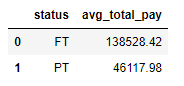 status avg_total_pay
0 FT 138528.42
1 PT 46117.98